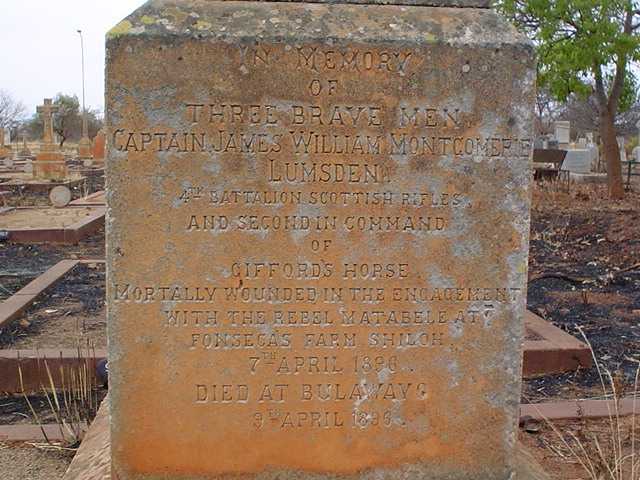 IN MEMORY
OF
THREE BRAVE MEN
CAPTAIN JAMES WILLIAM MONTGOMERIE
LUMSDEN
4TH BATTALION SCOTTISH RIFLES
AND SECOND IN COMMAND
OF
GIFFORDS HORSE
MORTALLY WOUNDED IN THE ENGAGEMENT
WITH THE REBEL MATABELE AT
FONSECAS FARM SHILOH
7TH APRIL 1896
DIED AT BULAWAYO
9TH APRIL 1896